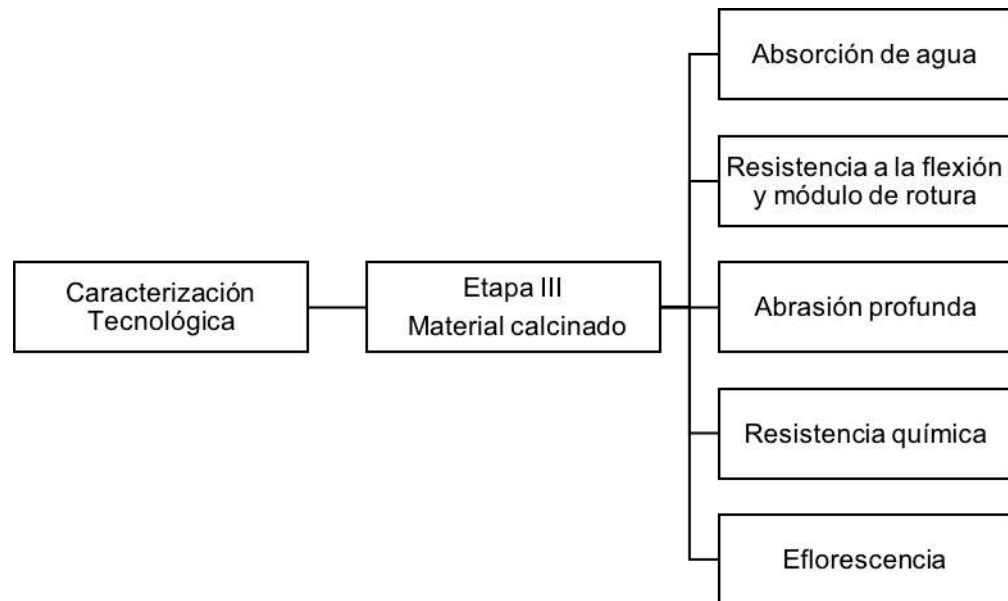 Caracterización
Tecnológica
Etapa III
Material calcinado
Absorción de agua
Resistencia a la flexión
y módulo de rotura
Abrasión profunda
Resistencia química
Eflorescencia